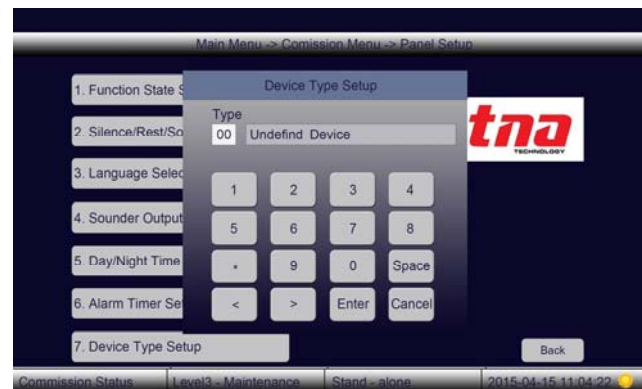 Main Menu -> Comission Menu -> Panel Setup
Device Type Setup
Type
00 Undefind Device
1. Function State S
2. Silence/Rest/So
3. Language Selec
4. Sounder Output
5. Day/Night Time
6. Alarm Timer Se
7. Device Type Setup
1 2 3 4
5 6 7 8
* 9 0 Space
< > Enter Cancel
tna
TECHNOLOGY
Back
Commission Status Level3 - Maintenance Stand - alone 2015-04-15 11:04:22